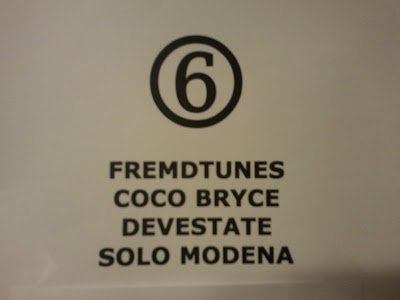 6
FREMDTUNES
COCO BRYCE
DEVESTATE
SOLO MODENA